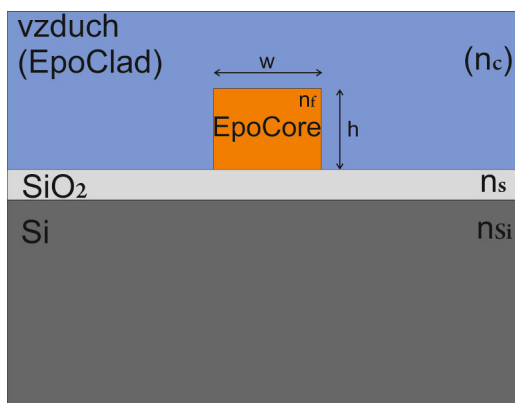 vzduch
(EpoClad)
(nc)
w
nf
EpoCore
h
SiO2
ns
Si
nSi